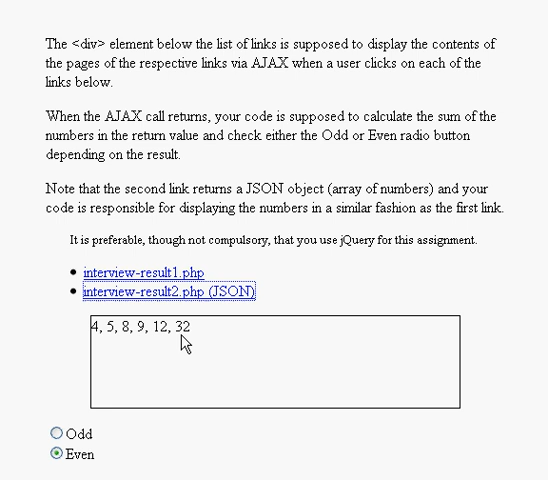 The <div> element below the list of links is supposed to display the contents of
the pages of the respective links via AJAX when a user clicks on each of the
links below.
When the AJAX call returns, your code is supposed to calculate the sum of the
numbers in the return value and check either the Odd or Even radio button
depending on the result.
Note that the second link returns a JSON object (array of numbers) and your
code is responsible for displaying the numbers in a similar fashion as the first link.
It is preferable, though not compulsory, that you use jQuery for this assignment.
interview-result1.php
interview-result2.php (JSON)
4, 5, 8, 9, 12, 32
Odd
Even